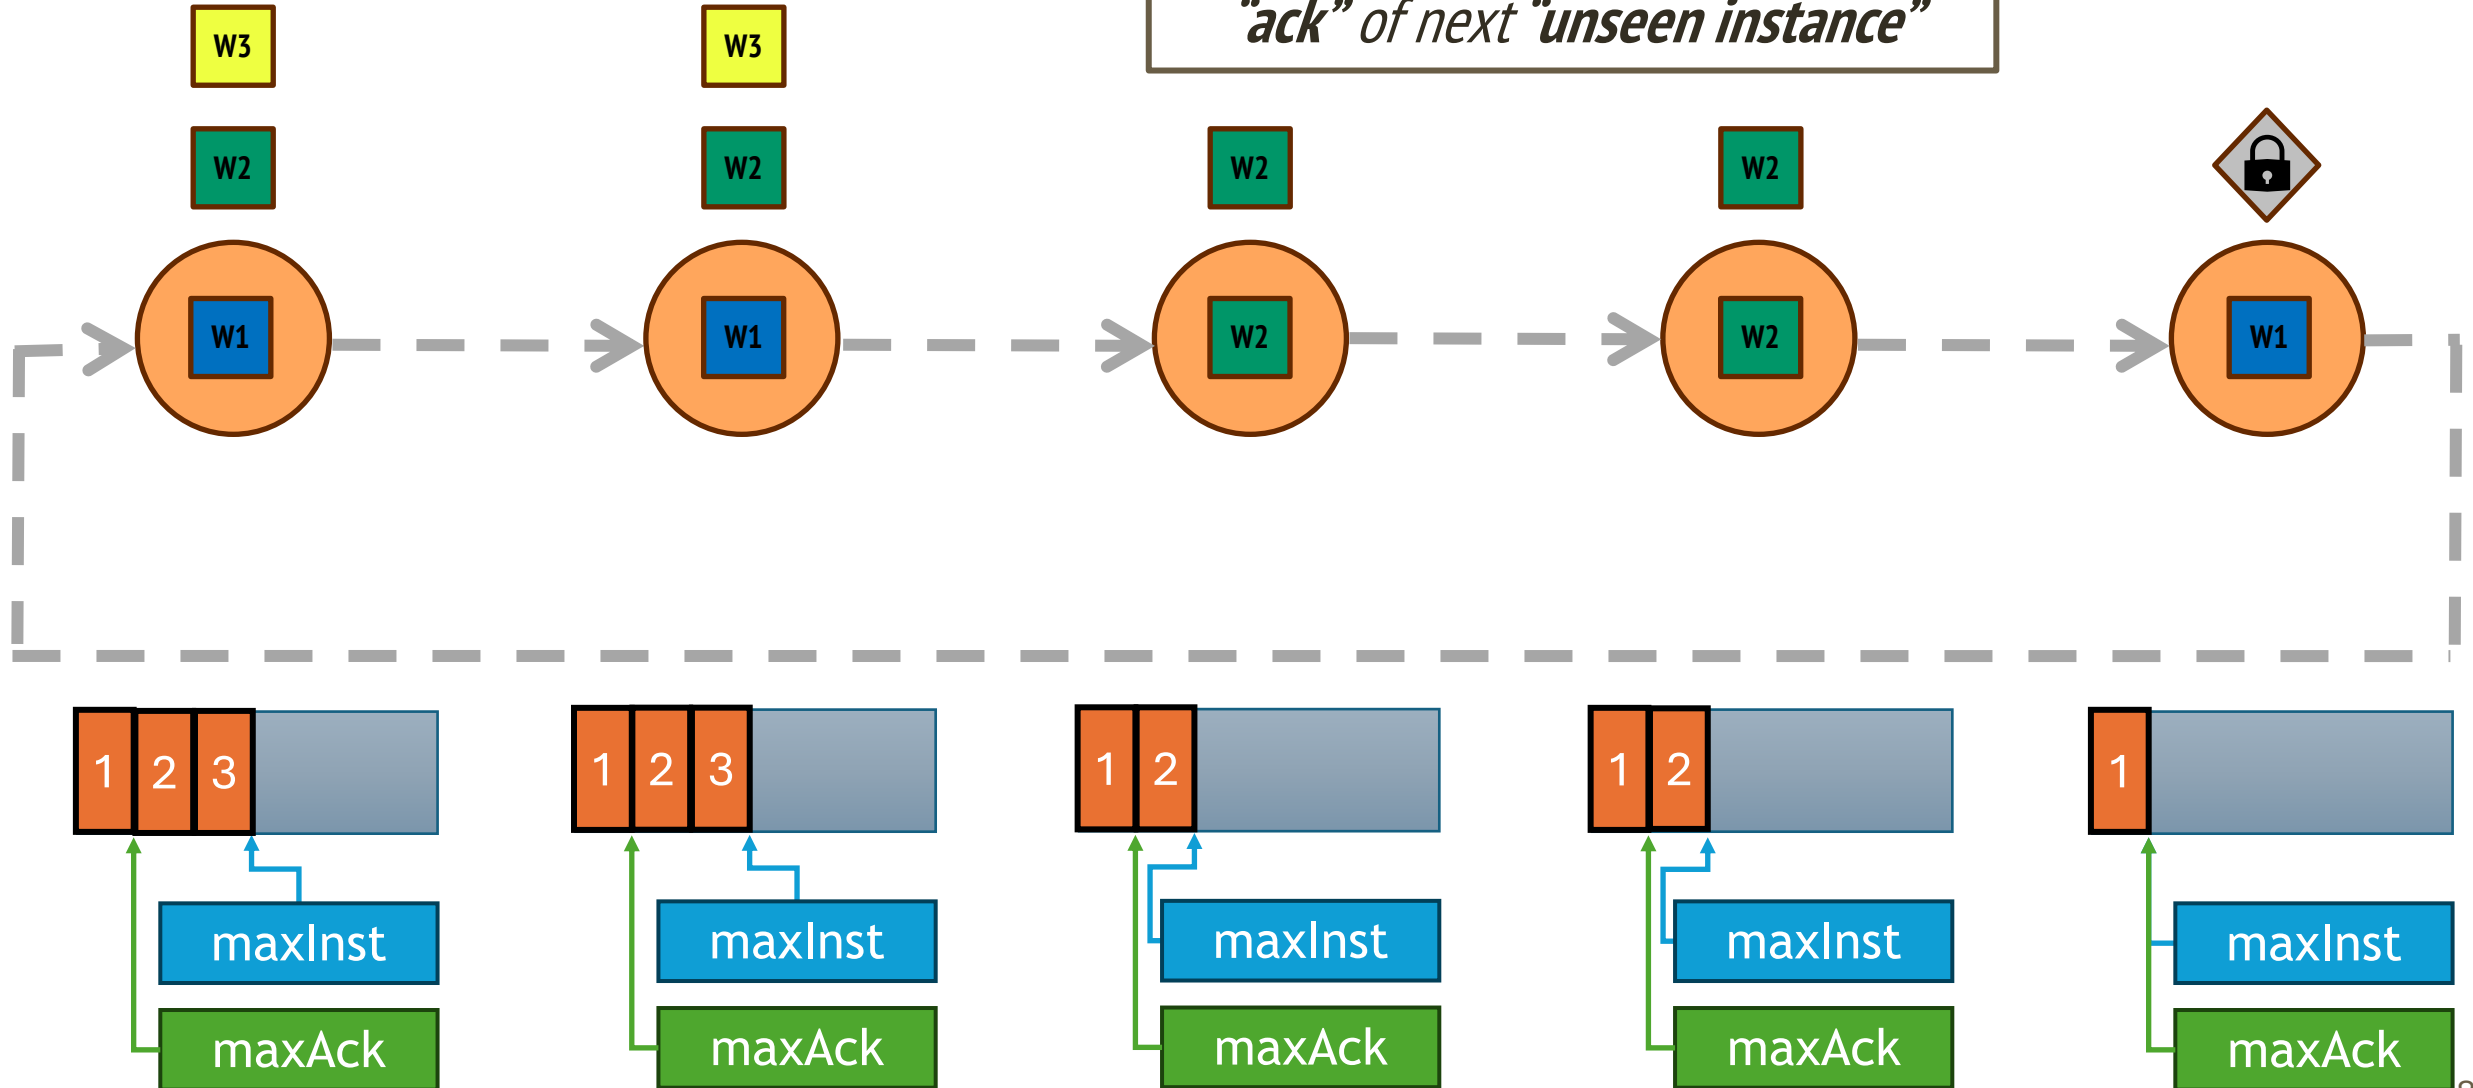 "ack" of next "unseen instance"
W3 W3
W2 W2 W2 W2
W1 W1 W2 W2 W1
1 2 3 1 2 3 1 2 1 2 1
maxInst maxInst maxInst maxInst maxInst
maxAck maxAck maxAck maxAck maxAck